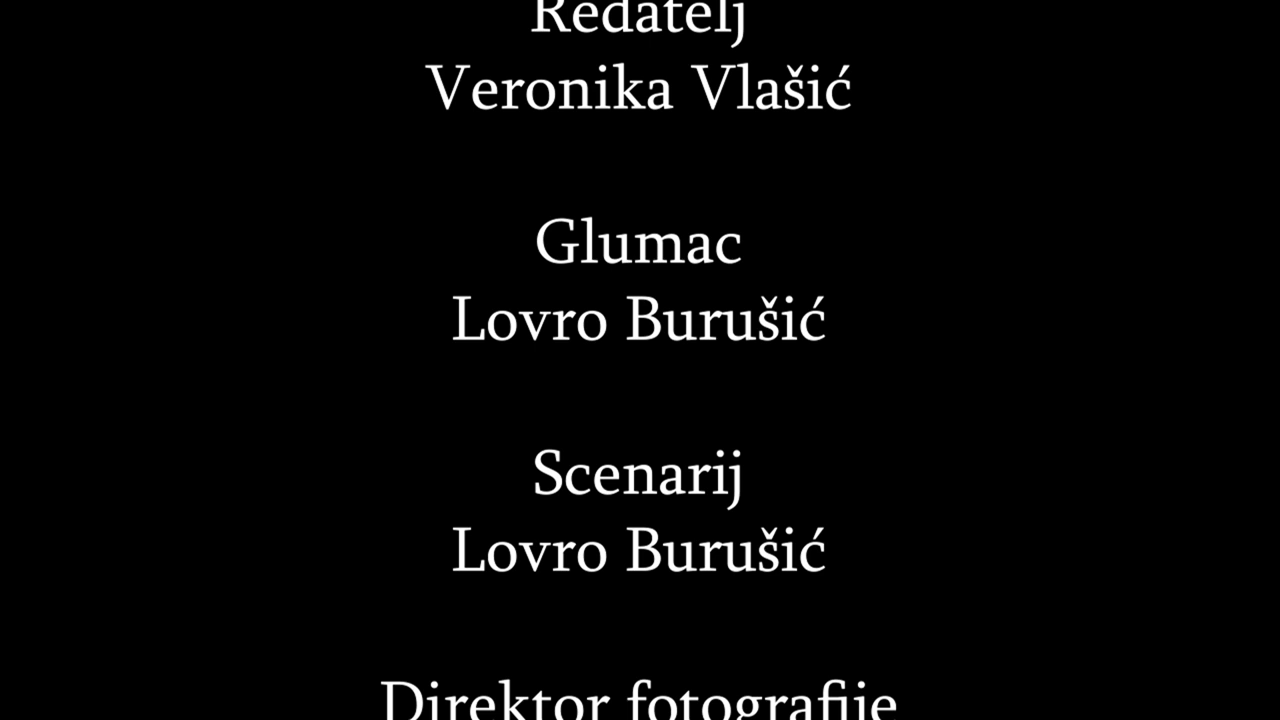 Redatelj
Veronika Vlašić
Glumac
Lovro Burušić
Scenarij
Lovro Burušić
Direktor fotografije